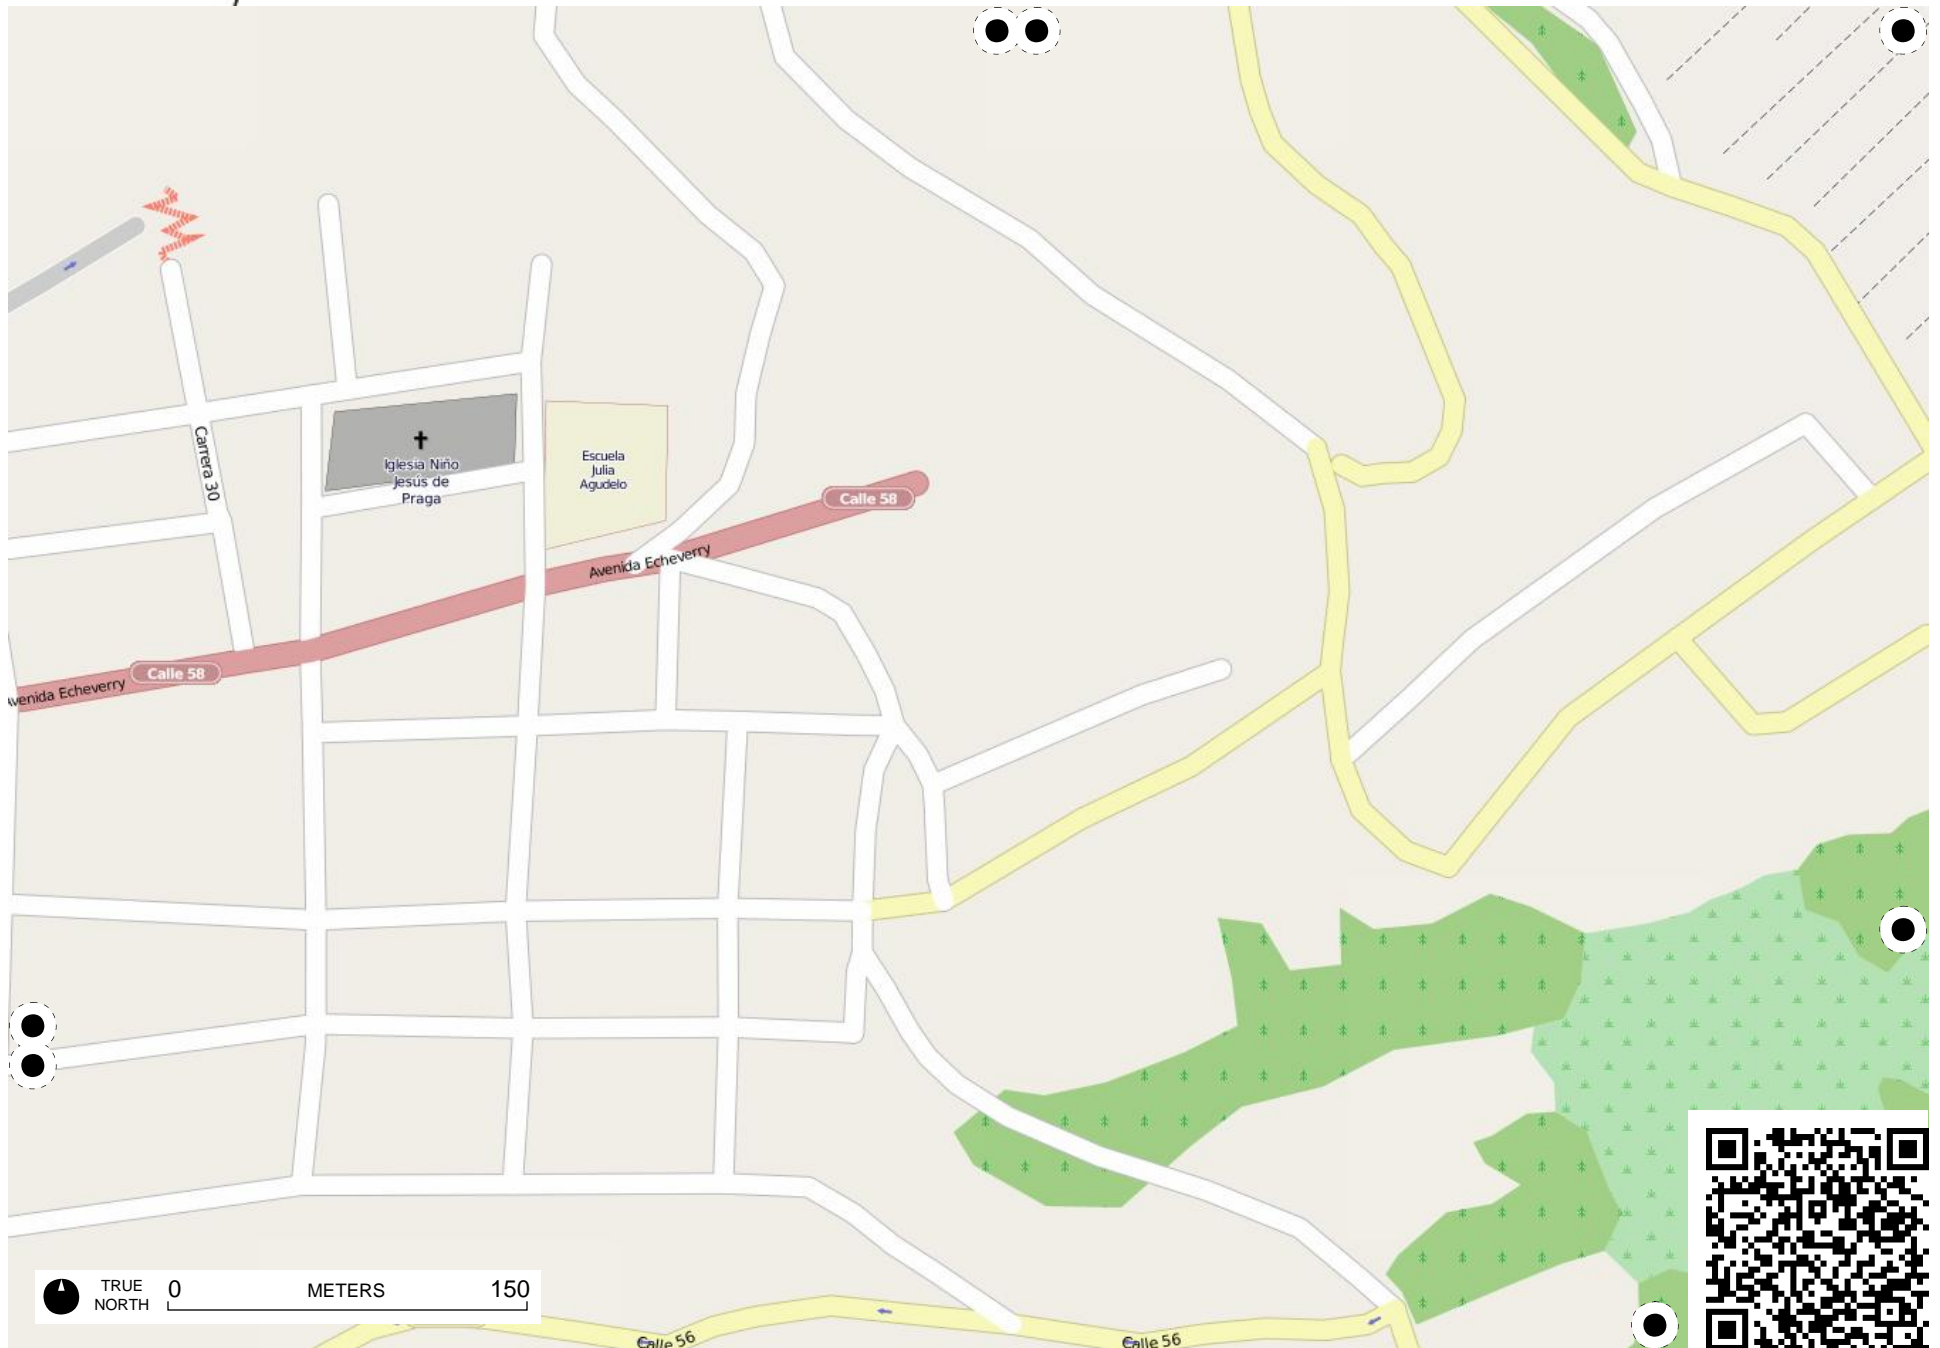 Carrera 30
Iglesia Niño
Jesús de
Praga
Escuela
Julia
Agudelo
Calle 58
Avenida Echeverry
Calle 58
Avenida Echeverry
TRUE
NORTH
0 METERS 150
Calle 56
Calle 56